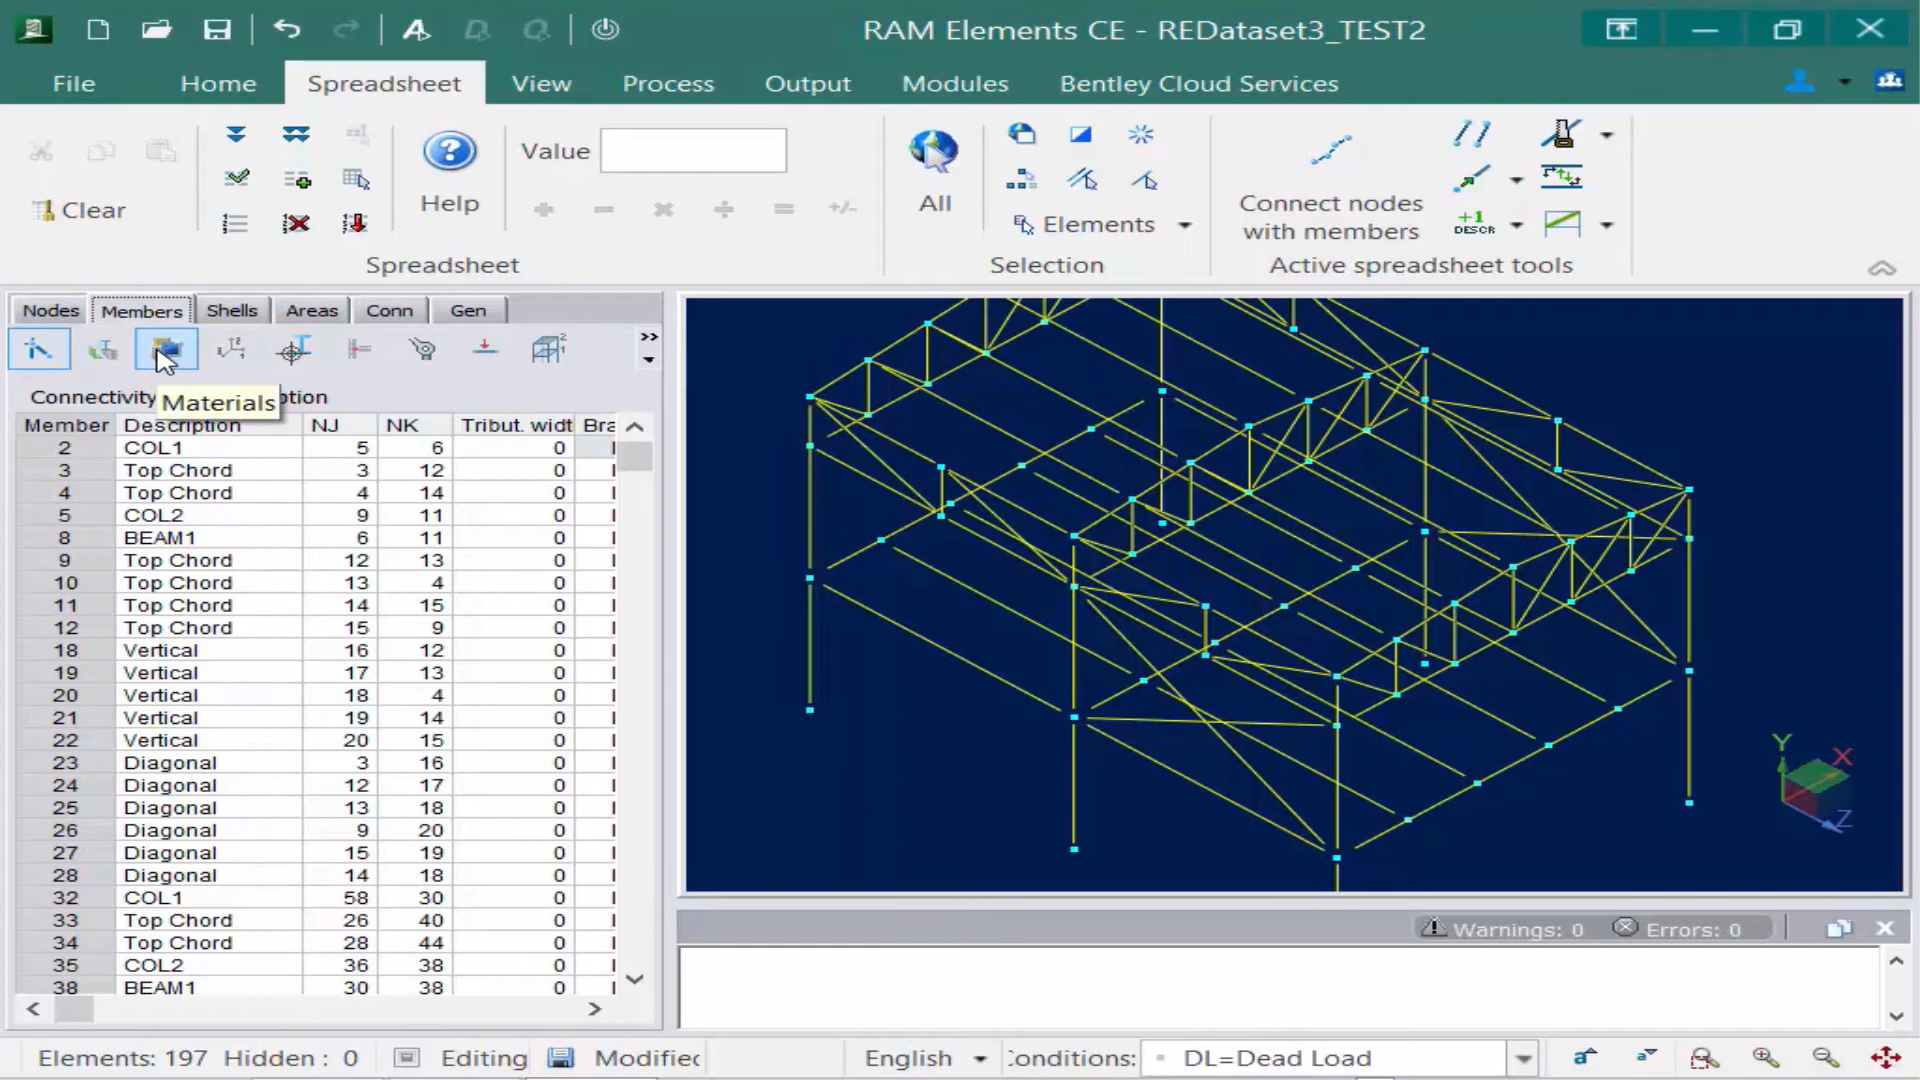 RAM Elements CE - REDataset3_TEST2
File Home Spreadsheet View Process Output Modules Bentley Cloud Services
Clear
Help
Value
All
Elements
Connect nodes
with members
+1
DESCR
Spreadsheet Selection Active spreadsheet tools
Nodes Members Shells Areas Conn Gen
Connectivity ption
Materials
Member Description NJ NK Tribut. widt Bra
2 COL1 5 6 0
3 Top Chord 3 12 0
4 Top Chord 4 14 0
5 COL2 9 11 0
8 BEAM1 6 11 0
9 Top Chord 12 13 0
10 Top Chord 13 4 0
11 Top Chord 14 15 0
12 Top Chord 15 9 0
18 Vertical 16 12 0
19 Vertical 17 13 0
20 Vertical 18 4 0
21 Vertical 19 14 0
22 Vertical 20 15 0
23 Diagonal 3 16 0
24 Diagonal 12 17 0
25 Diagonal 13 18 0
26 Diagonal 9 20 0
27 Diagonal 15 19 0
28 Diagonal 14 18 0
32 COL1 58 30 0
33 Top Chord 26 40 0
34 Top Chord 28 44 0
35 COL2 36 38 0
38 BEAM1 30 38 0
Y
X
Z
Warnings: 0 Errors: 0
Elements: 197 Hidden : 0 Editing Modified English Conditions: DL=Dead Load